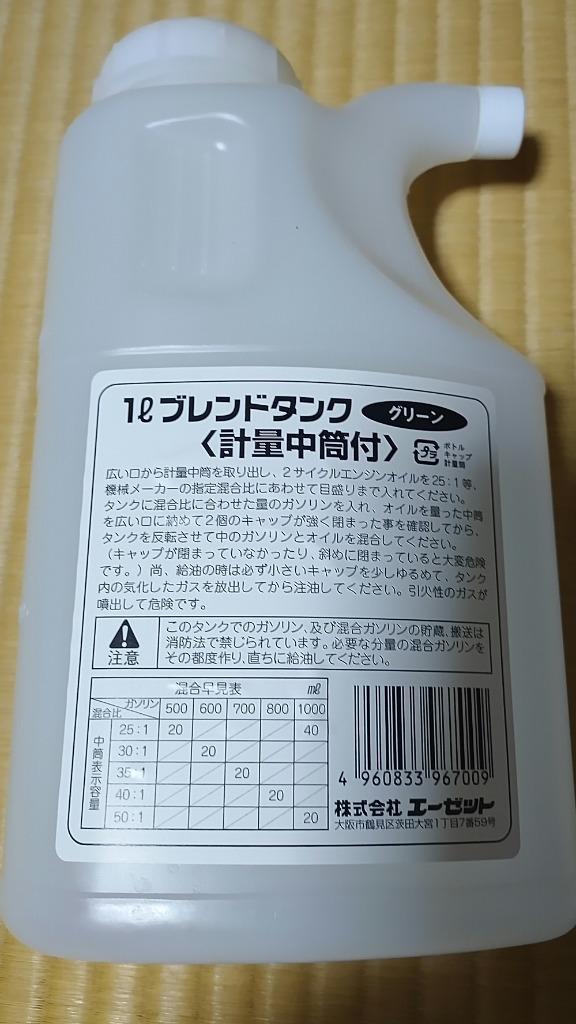 1ℓブレンドタンク グリーン
〈計量中筒付〉 プラ ボトル キャップ 計量筒
広い口から計量中筒を取り出し、2サイクルエンジンオイルを25:1等、
機械メーカーの指定混合比にあわせて目盛りまで入れてください。
タンクに混合比に合わせた量のガソリンを入れ、オイルを量った中筒
を広い口に納めて2個のキャップが強く閉まった事を確認してから、
タンクを反転させて中のガソリンとオイルを混合してください。
(キャップが閉まっていなかったり、斜めに閉まっていると大変危険
です。)尚、給油の時は必ず小さいキャップを少しゆるめて、タンク
内の気化したガスを放出してから注油してください。引火性のガスが
噴出して危険です。
注意
このタンクでのガソリン、及び混合ガソリンの貯蔵、搬送は
消防法で禁じられています。必要な分量の混合ガソリンを
その都度作り、直ちに給油してください。
混合早見表 ㎖
混合比 ガソリン 500 600 700 800 1000
中筒表示容量
25:1 20 40
30:1 20
35:1 20
40:1 20
50:1 20
4 960833 967009
株式会社 エーゼット
大阪市鶴見区茨田大宮1丁目7番59号